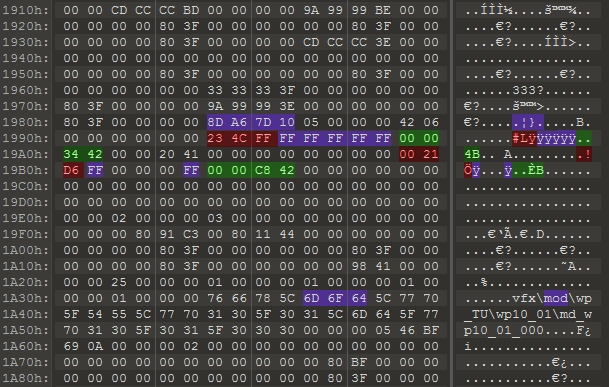 1910h: 00 00 CD CC CC BD 00 00 00 00 9A 99 99 BE 00 00 ..ÍÌÌ½....š™™¾..
1920h: 00 00 00 00 80 3F 00 00 00 00 00 00 80 3F 00 00 ....€?......€?..
1930h: 00 00 00 00 80 3F 00 00 00 00 CD CC CC 3E 00 00 ....€?....ÍÌÌ>..
1940h: 00 00 00 00 00 00 00 00 00 00 00 00 00 00 00 00 ................
1950h: 00 00 00 00 80 3F 00 00 00 00 00 00 80 3F 00 00 ....€?......€?..
1960h: 00 00 00 00 00 00 33 33 33 3F 00 00 00 00 00 00 ......333?......
1970h: 80 3F 00 00 00 00 9A 99 99 3E 00 00 00 00 00 00 €?....š™™>......
1980h: 80 3F 00 00 00 00 8D A6 7D 10 05 00 00 00 42 06 €?.....¦}.....B.
1990h: 00 00 00 00 00 00 23 4C FF FF FF FF FF FF 00 00 ......#Lÿÿÿÿÿÿ..
19A0h: 34 42 00 00 20 41 00 00 00 00 00 00 00 00 00 21 4B.. A.........!
19B0h: D6 FF 00 00 00 FF 00 00 C8 42 00 00 00 00 00 00 Öÿ...ÿ..ÈB......
19C0h: 00 00 00 00 00 00 00 00 00 00 00 00 00 00 00 00 ................
19D0h: 00 00 00 00 00 00 00 00 00 00 00 00 00 00 00 00 ................
19E0h: 00 00 02 00 00 00 03 00 00 00 00 00 00 00 00 00 ................
19F0h: 00 00 00 80 91 C3 00 80 11 44 00 00 00 00 00 00 ...€‘Ã.€.D......
1A00h: 00 00 00 00 80 3F 00 00 00 00 00 00 80 3F 00 00 ....€?......€?..
1A10h: 00 00 00 00 80 3F 00 00 00 00 00 00 98 41 00 00 ....€?......˜A..
1A20h: 00 00 25 00 00 00 01 00 00 00 01 00 00 00 01 00 ..%.............
1A30h: 00 00 01 00 00 00 76 66 78 5C 6D 6F 64 5C 77 70 ......vfx\mod\wp
1A40h: 5F 54 55 5C 77 70 31 30 5F 30 31 5C 6D 64 5F 77 _TU\wp10_01\md_w
1A50h: 70 31 30 5F 30 31 5F 30 30 30 00 00 00 05 46 BF p10_01_000....F¿
1A60h: 69 0A 00 00 00 00 02 00 00 00 00 00 00 00 00 00 i...............
1A70h: 00 00 00 00 00 00 00 00 00 00 00 00 80 BF 00 00 ............€¿..
1A80h: 00 00 00 00 00 00 00 00 00 00 00 00 80 3F 00 00 ............€?..